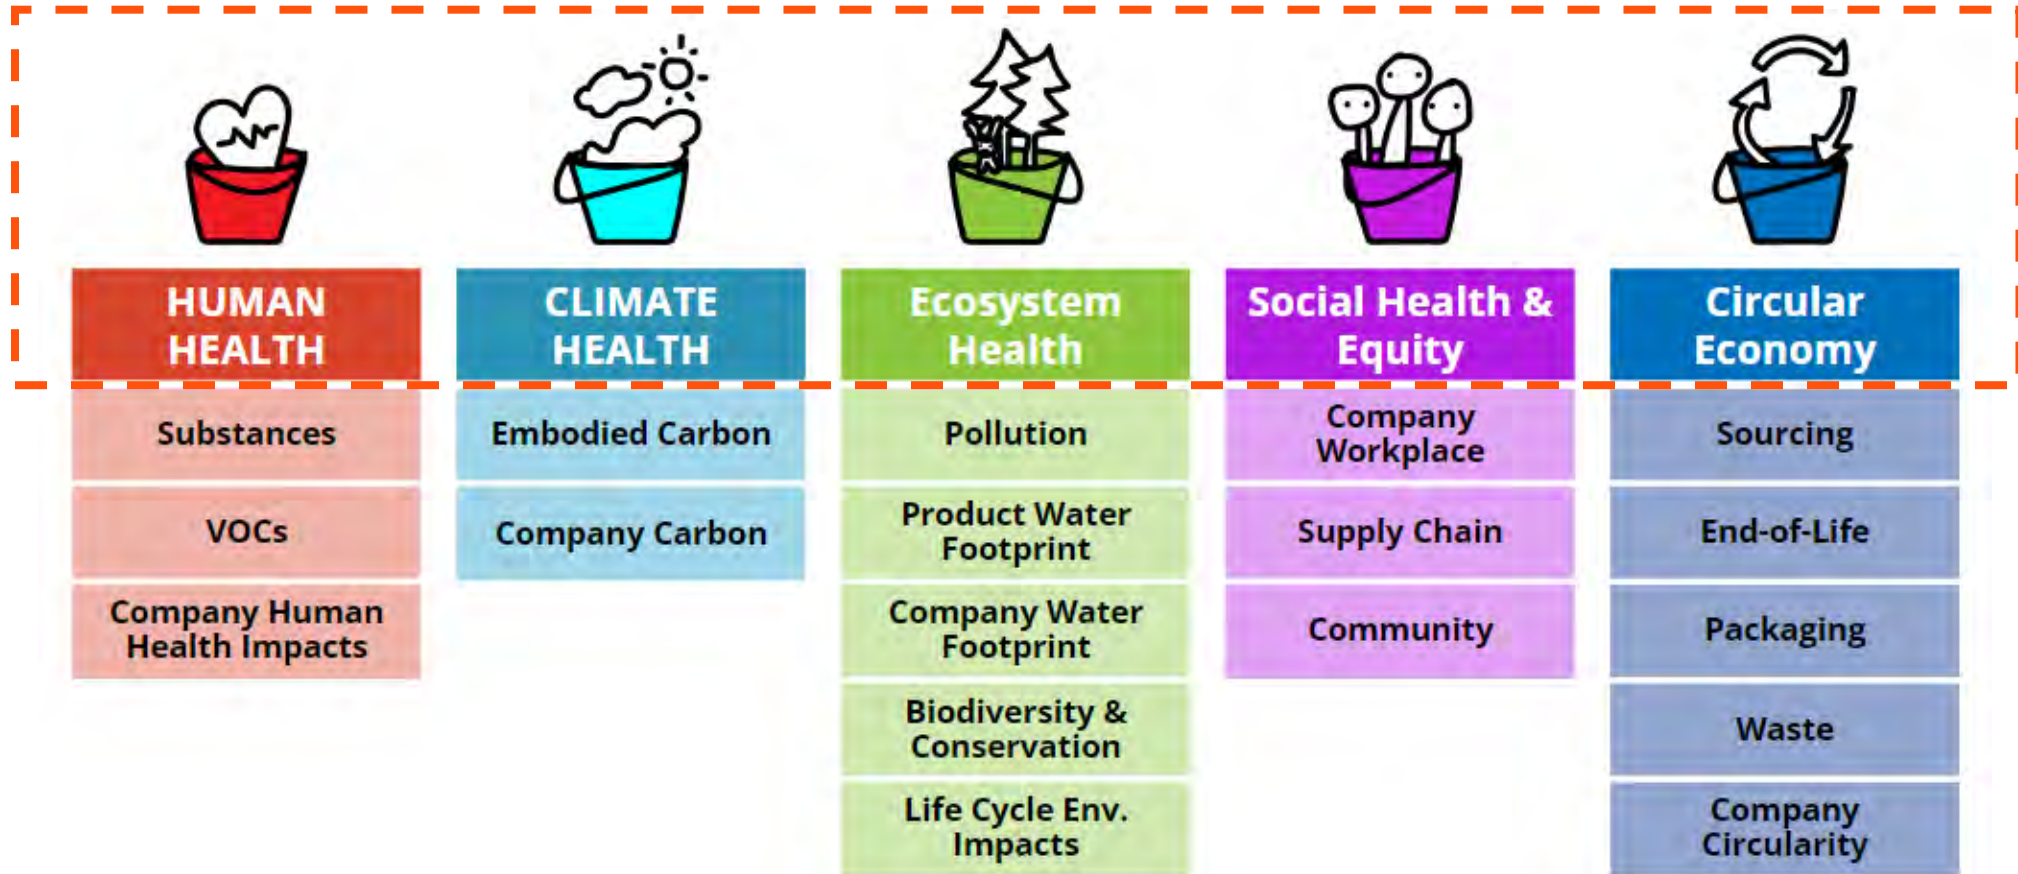 HUMAN
HEALTH
CLIMATE
HEALTH
Ecosystem
Health
Social Health &
Equity
Circular
Economy
Substances
VOCs
Company Human
Health Impacts
Embodied Carbon
Company Carbon
Pollution
Product Water
Footprint
Company Water
Footprint
Biodiversity &
Conservation
Life Cycle Env.
Impacts
Company
Workplace
Supply Chain
Community
Sourcing
End-of-Life
Packaging
Waste
Company
Circularity